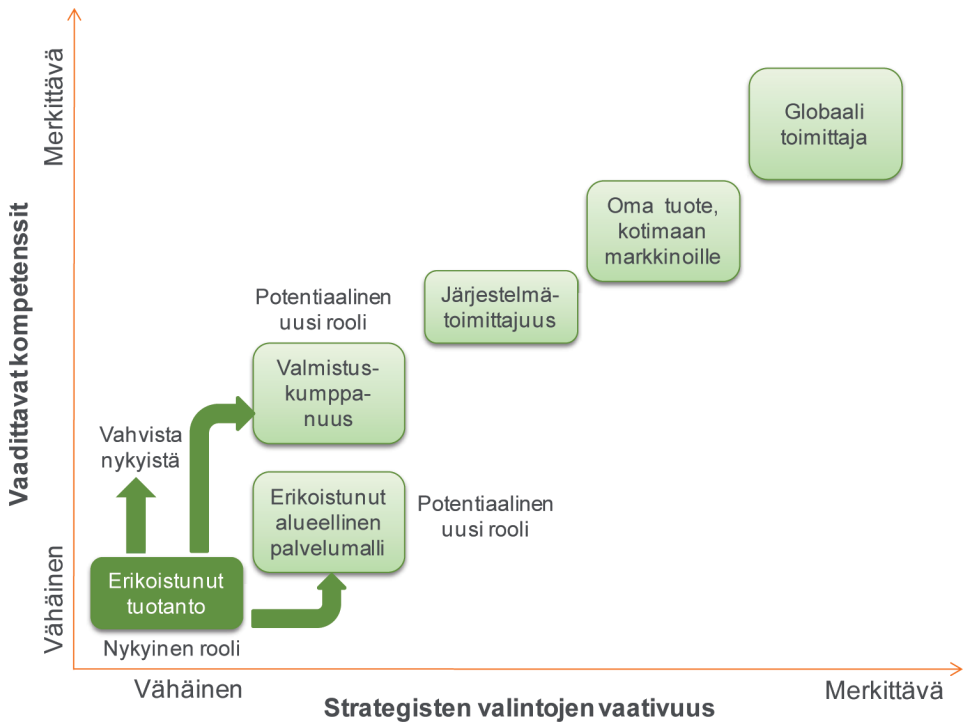 Merkittävä
Globaali
toimittaja
Oma tuote,
kotimaan
markkinoille
Vaadittavat kompetenssit
Järjestelmä-
toimittajuus
Potentiaalinen
uusi rooli
Valmistus-
kumppa-
nuus
Vahvista
nykyistä
Erikoistunut
alueellinen
palvelumalli
Potentiaalinen
uusi rooli
Vähäinen
Erikoistunut
tuotanto
Nykyinen rooli
Vähäinen
Strategisten valintojen vaativuus
Merkittävä